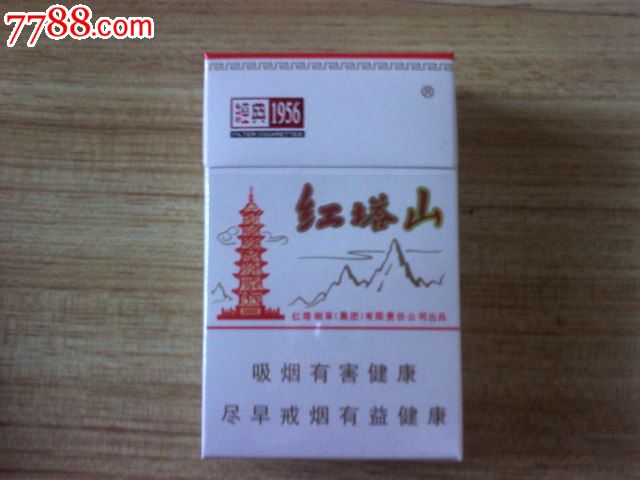 7788.com
經典 1956
FILTER CIGARETTES
®
红塔山
红塔烟草(集团)有限责任公司出品
吸烟有害健康
尽早戒烟有益健康